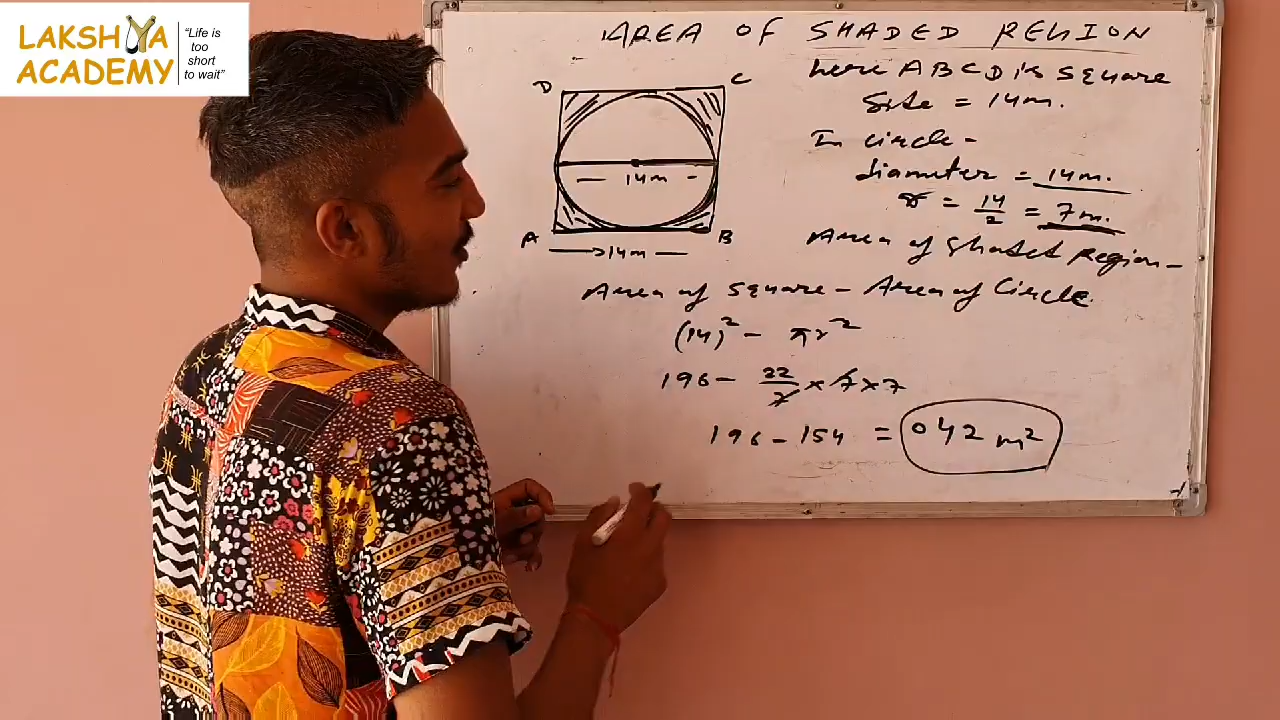 LAKSHYA
ACADEMY
"Life is
too
short
to wait"
AREA OF SHADED REGION
D
C
14m
A
B
14m
here ABCD is square
Side = 14m.
In circle-
diameter = 14m.
r = 14/2 = 7m.
Area of Shaded Region-
Area of square - Area of Circle.
(14)² - πr²
196 - 22/7 × 7 × 7
196 - 154 = 042 m²